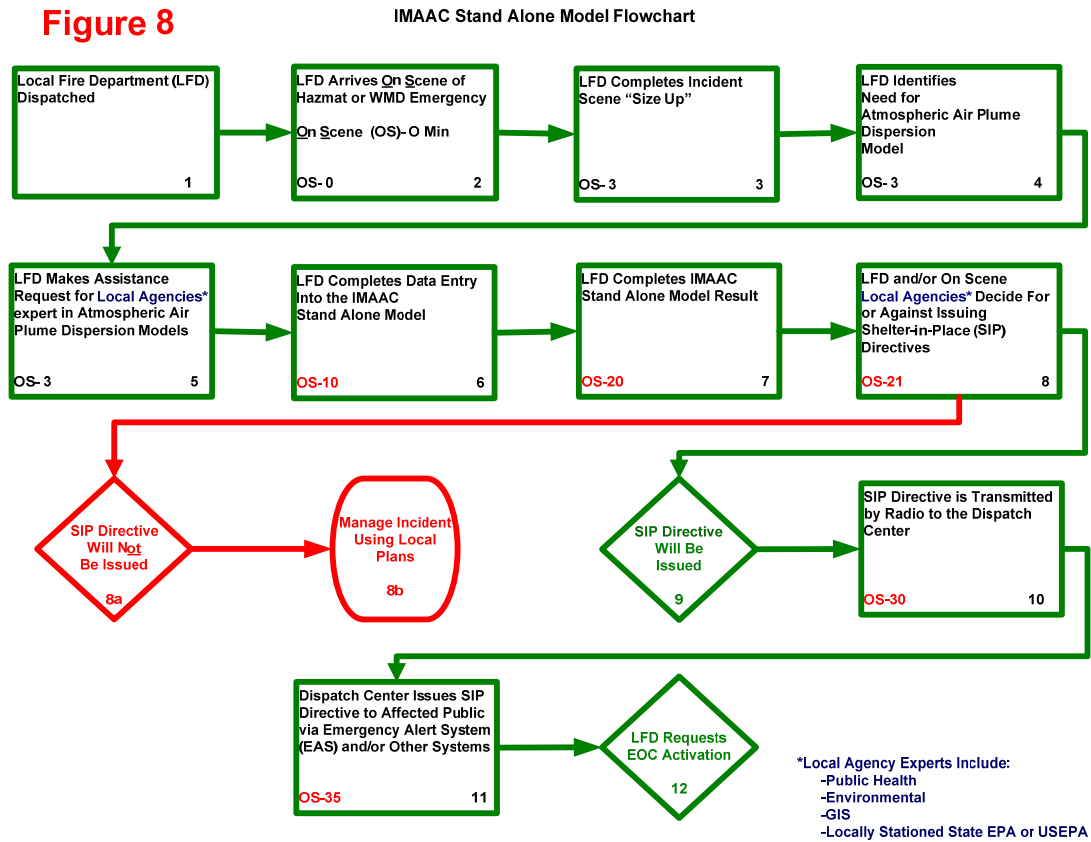 Figure 8
IMAAC Stand Alone Model Flowchart
Local Fire Department (LFD)
Dispatched
1
LFD Arrives On Scene of
Hazmat or WMD Emergency
On Scene (OS)- O Min
OS- 0
2
LFD Completes Incident
Scene “Size Up”
OS- 3
3
LFD Identifies
Need for
Atmospheric Air Plume
Dispersion
Model
OS- 3
4
LFD Makes Assistance
Request for Local Agencies*
expert in Atmospheric Air
Plume Dispersion Models
OS- 3
5
LFD Completes Data Entry
Into the IMAAC
Stand Alone Model
OS-10
6
LFD Completes IMAAC
Stand Alone Model Result
OS-20
7
LFD and/or On Scene
Local Agencies* Decide For
or Against Issuing
Shelter-in-Place (SIP)
Directives
OS-21
8
SIP Directive
Will Not
Be Issued
8a
Manage Incident
Using Local
Plans
8b
SIP Directive
Will Be
Issued
9
SIP Directive is Transmitted
by Radio to the Dispatch
Center
OS-30
10
Dispatch Center Issues SIP
Directive to Affected Public
via Emergency Alert System
(EAS) and/or Other Systems
OS-35
11
LFD Requests
EOC Activation
12
*Local Agency Experts Include:
-Public Health
-Environmental
-GIS
-Locally Stationed State EPA or USEPA